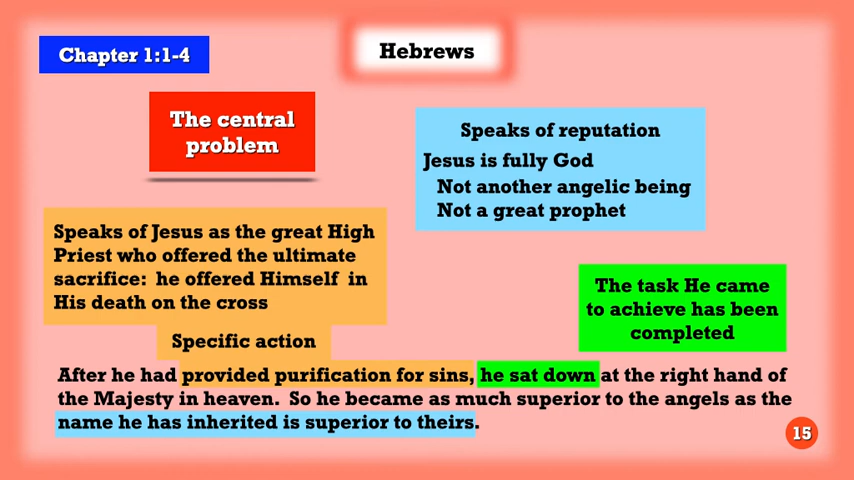 Chapter 1:1-4
Hebrews
The central
problem
Speaks of reputation
Jesus is fully God
Not another angelic being
Not a great prophet
Speaks of Jesus as the great High
Priest who offered the ultimate
sacrifice: he offered Himself in
His death on the cross
The task He came
to achieve has been
completed
Specific action
After he had provided purification for sins, he sat down at the right hand of
the Majesty in heaven. So he became as much superior to the angels as the
name he has inherited is superior to theirs.
15